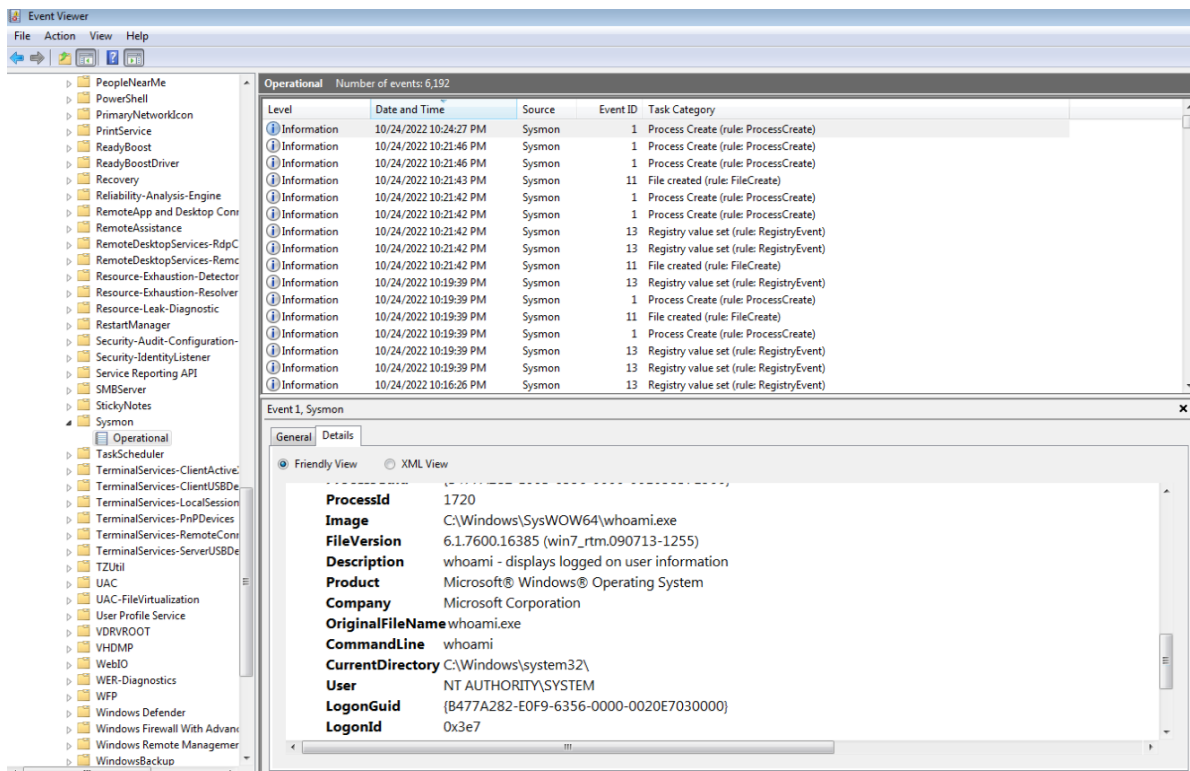 Event Viewer
File Action View Help
PeopleNearMe
PowerShell
PrimaryNetworkIcon
PrintService
ReadyBoost
ReadyBoostDriver
Recovery
Reliability-Analysis-Engine
RemoteApp and Desktop Conn
RemoteAssistance
RemoteDesktopServices-RdpC
RemoteDesktopServices-Remc
Resource-Exhaustion-Detector
Resource-Exhaustion-Resolver
Resource-Leak-Diagnostic
RestartManager
Security-Audit-Configuration-
Security-IdentityListener
Service Reporting API
SMBServer
StickyNotes
Sysmon
Operational
TaskScheduler
TerminalServices-ClientActive
TerminalServices-ClientUSBDe
TerminalServices-LocalSession
TerminalServices-PnPDevices
TerminalServices-RemoteConn
TerminalServices-ServerUSBDe
TZUtil
UAC
UAC-FileVirtualization
User Profile Service
VDRVROOT
VHDMP
WebIO
WER-Diagnostics
WFP
Windows Defender
Windows Firewall With Advanc
Windows Remote Managemer
WindowsBackup
Operational Number of events: 6,192
Level Date and Time Source Event ID Task Category
Information 10/24/2022 10:24:27 PM Sysmon 1 Process Create (rule: ProcessCreate)
Information 10/24/2022 10:21:46 PM Sysmon 1 Process Create (rule: ProcessCreate)
Information 10/24/2022 10:21:46 PM Sysmon 1 Process Create (rule: ProcessCreate)
Information 10/24/2022 10:21:43 PM Sysmon 11 File created (rule: FileCreate)
Information 10/24/2022 10:21:42 PM Sysmon 1 Process Create (rule: ProcessCreate)
Information 10/24/2022 10:21:42 PM Sysmon 1 Process Create (rule: ProcessCreate)
Information 10/24/2022 10:21:42 PM Sysmon 13 Registry value set (rule: RegistryEvent)
Information 10/24/2022 10:21:42 PM Sysmon 13 Registry value set (rule: RegistryEvent)
Information 10/24/2022 10:21:42 PM Sysmon 11 File created (rule: FileCreate)
Information 10/24/2022 10:19:39 PM Sysmon 13 Registry value set (rule: RegistryEvent)
Information 10/24/2022 10:19:39 PM Sysmon 1 Process Create (rule: ProcessCreate)
Information 10/24/2022 10:19:39 PM Sysmon 11 File created (rule: FileCreate)
Information 10/24/2022 10:19:39 PM Sysmon 1 Process Create (rule: ProcessCreate)
Information 10/24/2022 10:19:39 PM Sysmon 13 Registry value set (rule: RegistryEvent)
Information 10/24/2022 10:19:39 PM Sysmon 13 Registry value set (rule: RegistryEvent)
Information 10/24/2022 10:16:26 PM Sysmon 13 Registry value set (rule: RegistryEvent)
Event 1, Sysmon
General Details
Friendly View XML View
ProcessId 1720
Image C:\Windows\SysWOW64\whoami.exe
FileVersion 6.1.7600.16385 (win7_rtm.090713-1255)
Description whoami - displays logged on user information
Product Microsoft® Windows® Operating System
Company Microsoft Corporation
OriginalFileName whoami.exe
CommandLine whoami
CurrentDirectory C:\Windows\system32\
User NT AUTHORITY\SYSTEM
LogonGuid {B477A282-E0F9-6356-0000-0020E7030000}
LogonId 0x3e7